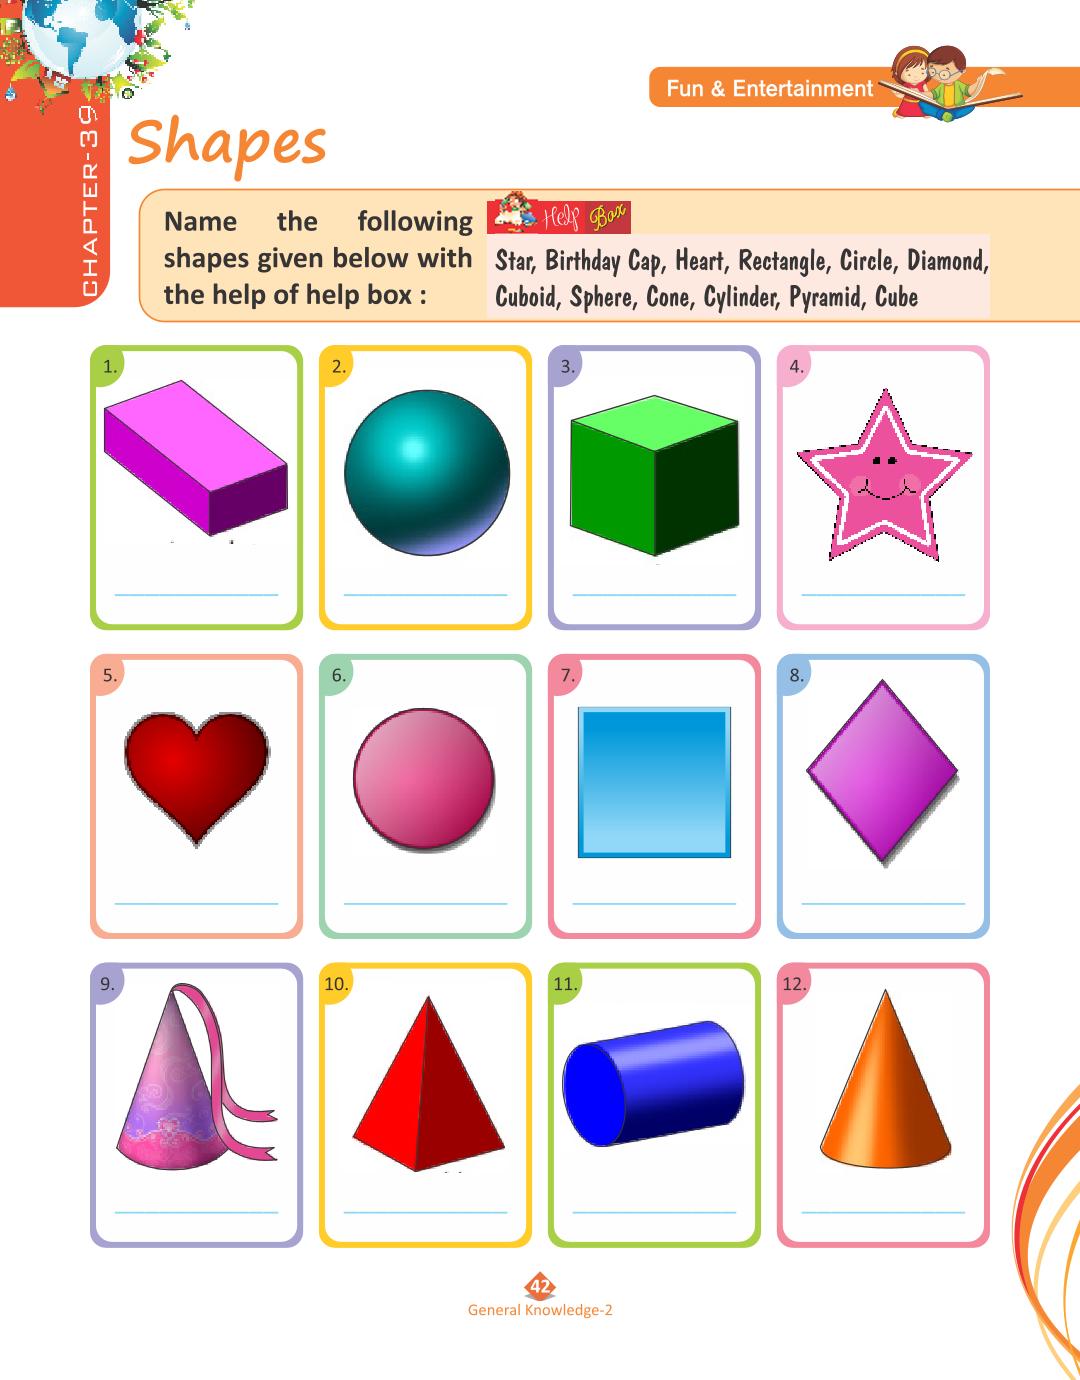 CHAPTER-39
Fun & Entertainment
Shapes
Name the following
shapes given below with
the help of help box :
Help Box
Star, Birthday Cap, Heart, Rectangle, Circle, Diamond,
Cuboid, Sphere, Cone, Cylinder, Pyramid, Cube
1.
2.
3.
4.
5.
6.
7.
8.
9.
10.
11.
12.
42
General Knowledge-2